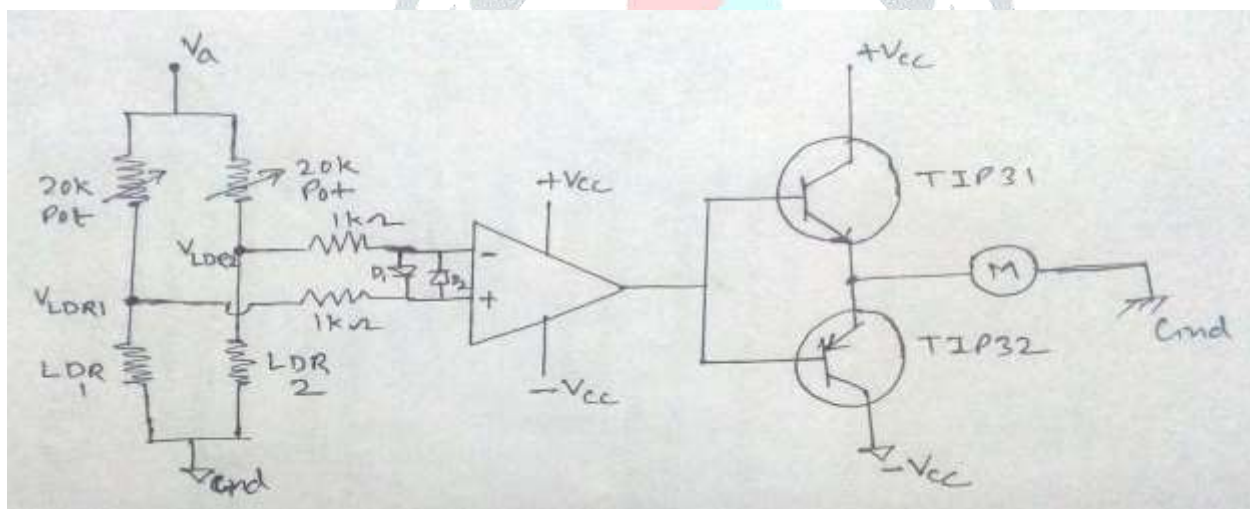 Va
+Vcc
20k
Pot
20k
Pot
1kΩ
+Vcc
TIP31
VLDR2
D1
D2
-
VLDR1
+
1kΩ
M
LDR
1
LDR
2
-Vcc
TIP32
Gnd
Gnd
-Vcc